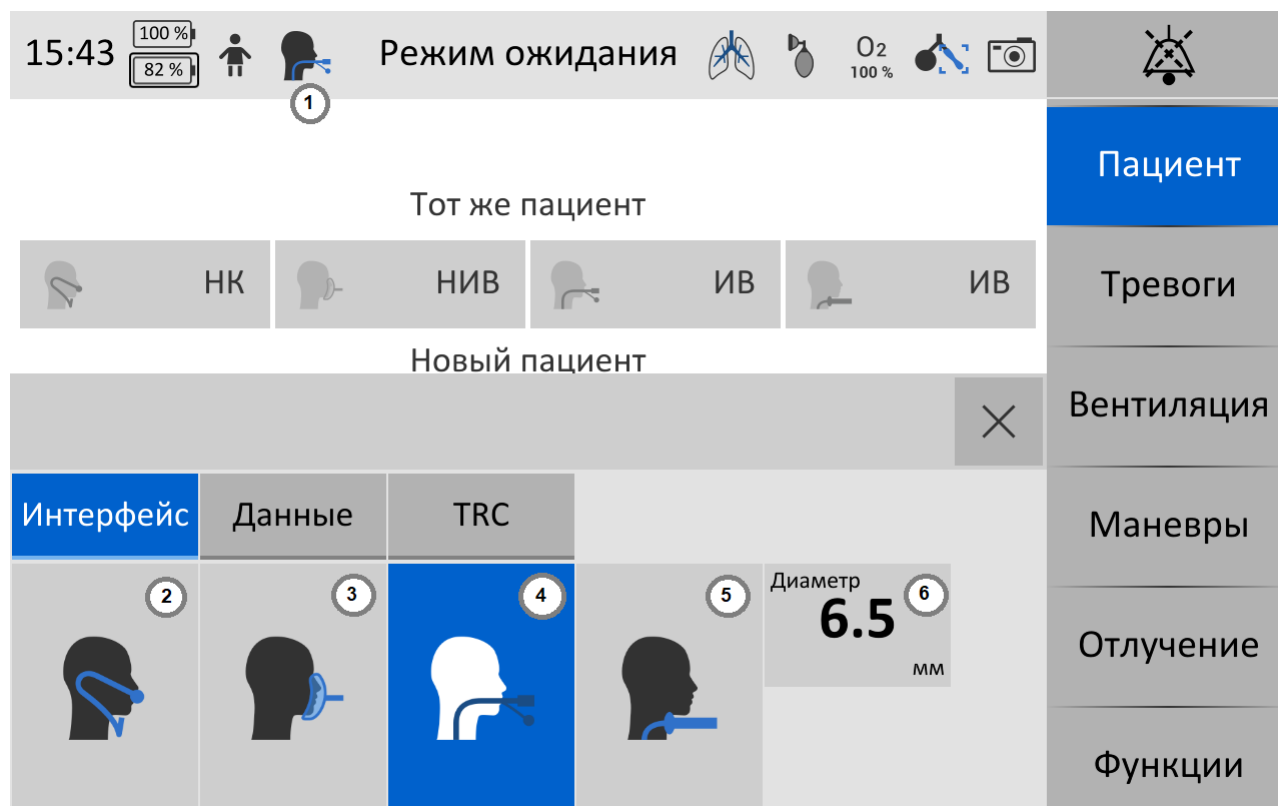 15:43
100 %
82 %
Режим ожидания
O2
100 %
1
Пациент
Тот же пациент
НК
НИВ
ИВ
ИВ
Тревоги
Новый пациент
Вентиляция
Интерфейс
Данные
TRC
Маневры
2
3
4
5
Диаметр
6
6.5
мм
Отлучение
Функции